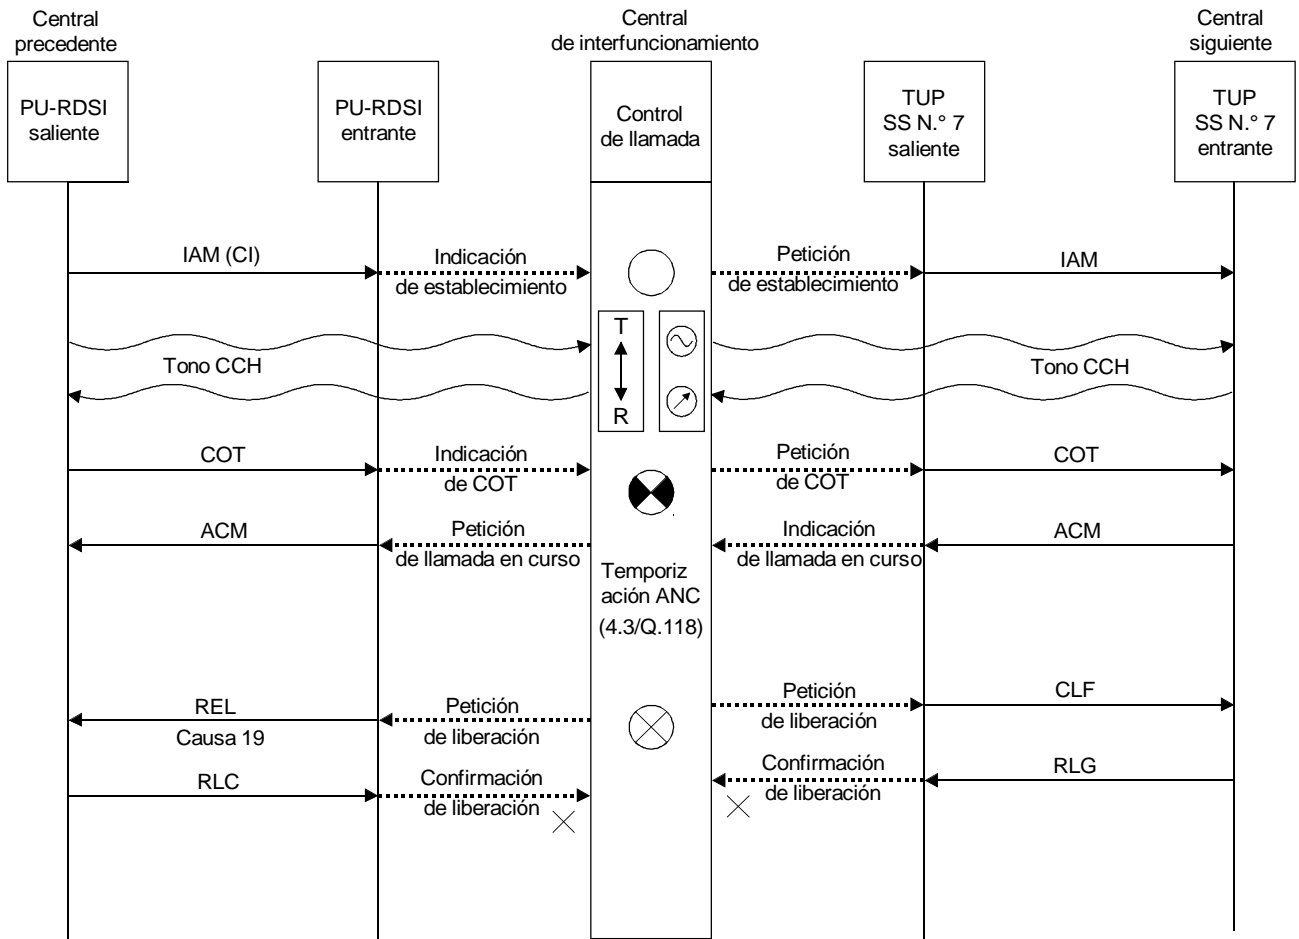 Central
precedente
Central
de interfuncionamiento
Central
siguiente
PU-RDSI
saliente
PU-RDSI
entrante
Control
de llamada
TUP
SS N.° 7
saliente
TUP
SS N.° 7
entrante
IAM (CI)
Indicación
de establecimiento
Petición
de establecimiento
IAM
T
R
Tono CCH
Tono CCH
COT
Indicación
de COT
Petición
de COT
COT
ACM
Petición
de llamada en curso
Indicación
de llamada en curso
ACM
Temporiz
ación ANC
(4.3/Q.118)
REL
Causa 19
Petición
de liberación
Petición
de liberación
CLF
RLC
Confirmación
de liberación
Confirmación
de liberación
RLG